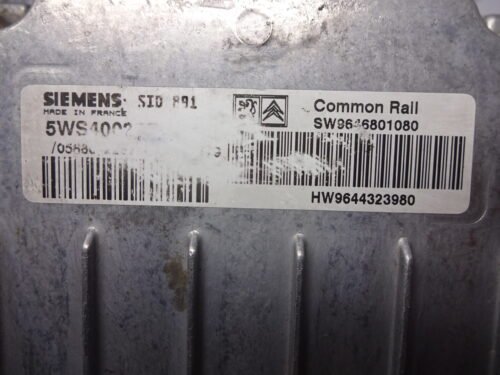 SIEMENS SID 801
MADE IN FRANCE
Common Rail
SW9646801080
HW9644323980